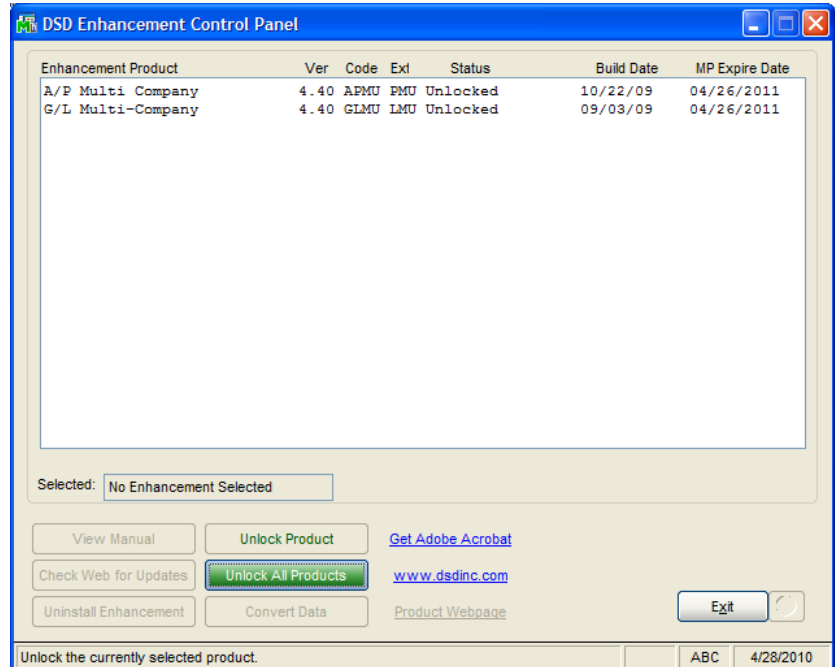 DSD Enhancement Control Panel
Enhancement Product Ver Code Ext Status Build Date MP Expire Date
A/P Multi Company 4.40 APMU PMU Unlocked 10/22/09 04/26/2011
G/L Multi-Company 4.40 GLMU LMU Unlocked 09/03/09 04/26/2011
Selected: No Enhancement Selected
View Manual Unlock Product Get Adobe Acrobat
Check Web for Updates Unlock All Products www.dsdinc.com
Uninstall Enhancement Convert Data Product Webpage Exit
Unlock the currently selected product. ABC 4/28/2010